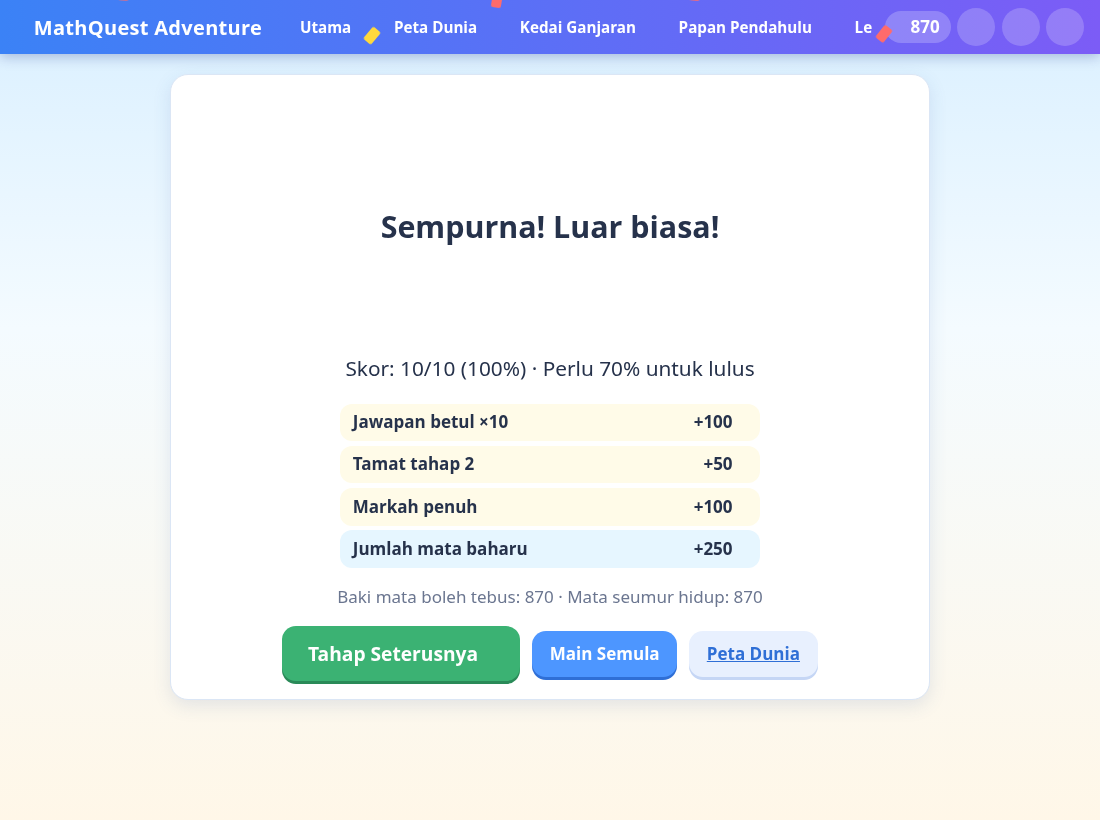 MathQuest Adventure Utama Peta Dunia Kedai Ganjaran Papan Pendahulu Le 870
Sempurna! Luar biasa!
Skor: 10/10 (100%) · Perlu 70% untuk lulus
Jawapan betul ×10 +100
Tamat tahap 2 +50
Markah penuh +100
Jumlah mata baharu +250
Baki mata boleh tebus: 870 · Mata seumur hidup: 870
Tahap Seterusnya Main Semula Peta Dunia